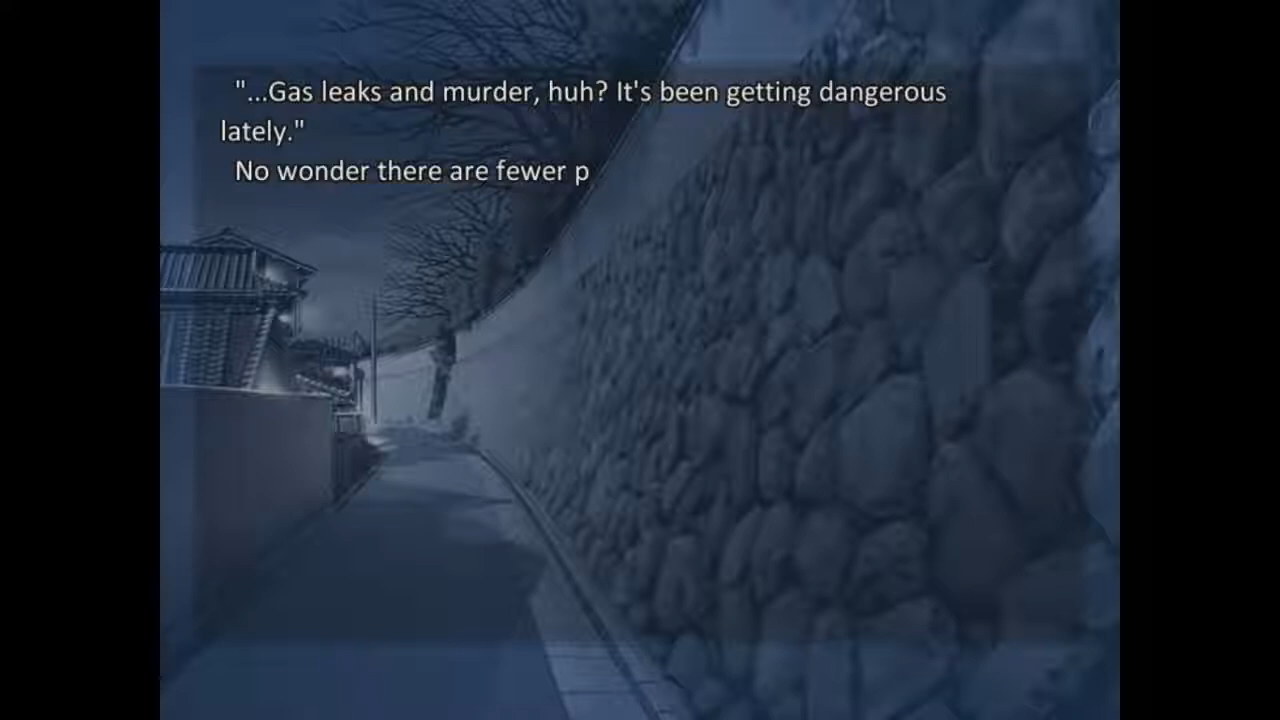 "...Gas leaks and murder, huh? It's been getting dangerous
lately."
No wonder there are fewer p